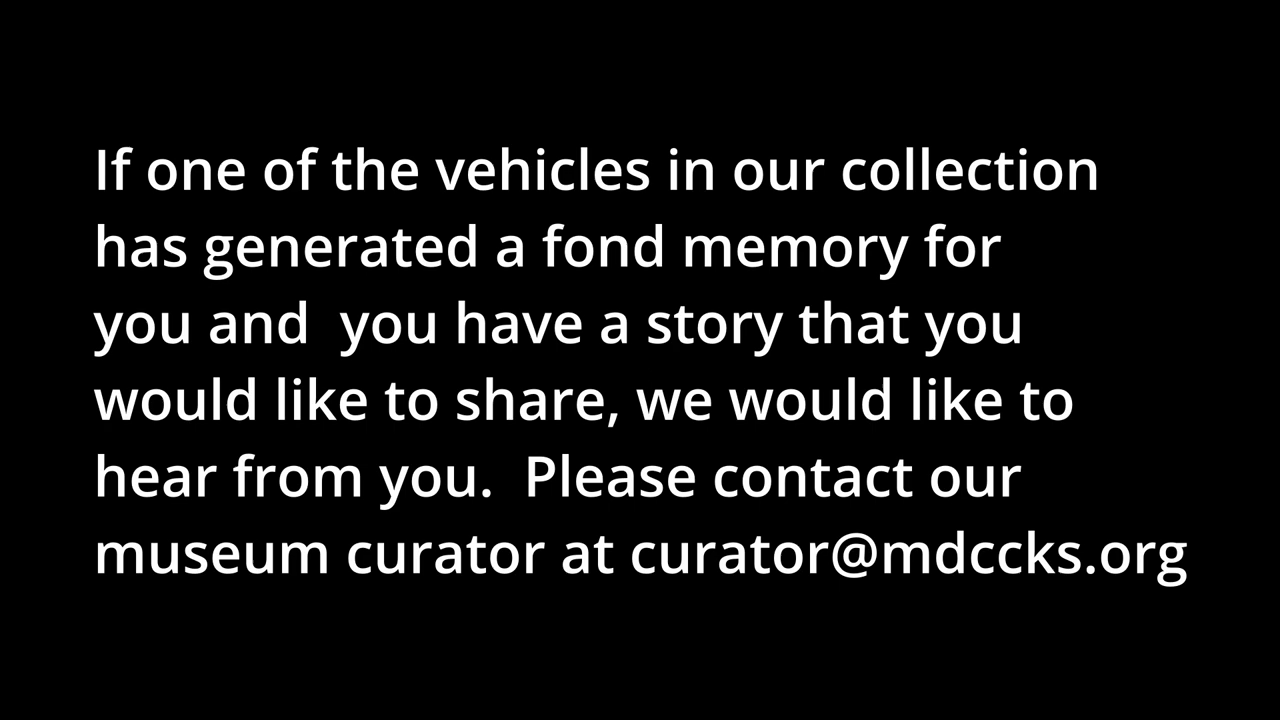 If one of the vehicles in our collection
has generated a fond memory for
you and  you have a story that you
would like to share, we would like to
hear from you.  Please contact our
museum curator at curator@mdccks.org